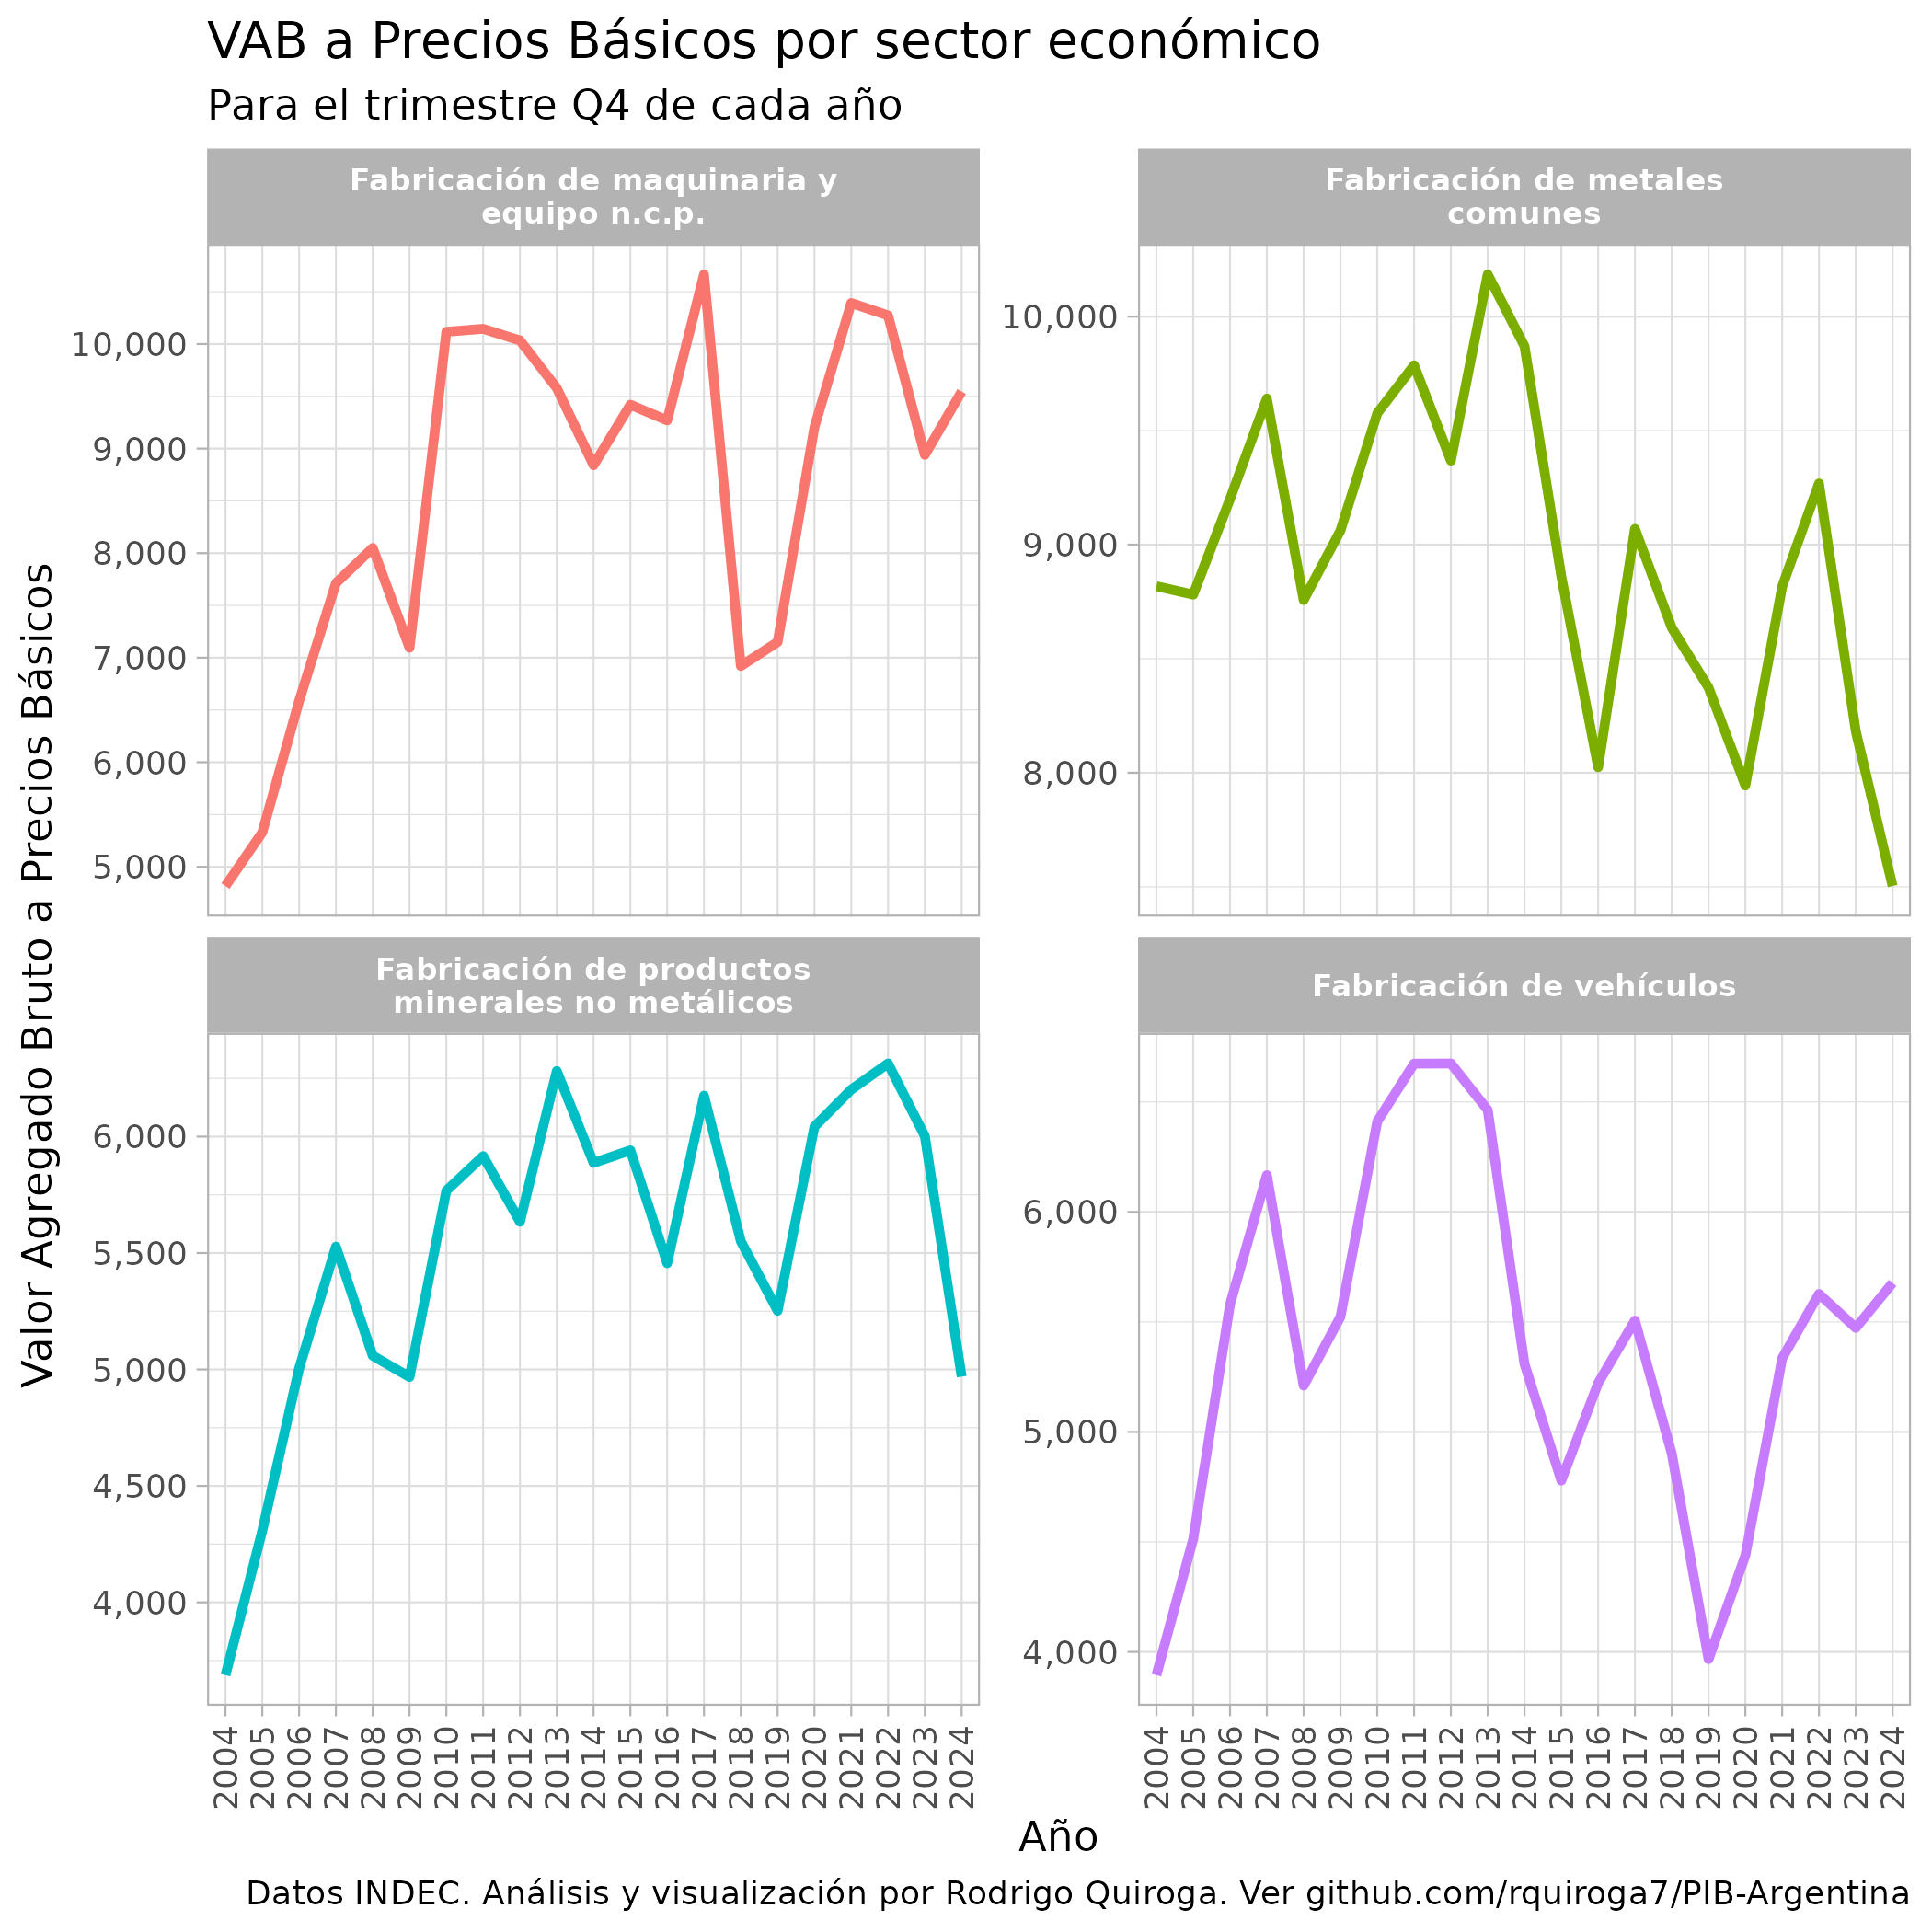 VAB a Precios Básicos por sector económico
Para el trimestre Q4 de cada año
Valor Agregado Bruto a Precios Básicos
Fabricación de maquinaria y
equipo n.c.p.
10,000
9,000
8,000
7,000
6,000
5,000
Fabricación de metales
comunes
10,000
9,000
8,000
Fabricación de productos
minerales no metálicos
6,000
5,500
5,000
4,500
4,000
2004 2005 2006 2007 2008 2009 2010 2011 2012 2013 2014 2015 2016 2017 2018 2019 2020 2021 2022 2023 2024
Fabricación de vehículos
6,000
5,000
4,000
2004 2005 2006 2007 2008 2009 2010 2011 2012 2013 2014 2015 2016 2017 2018 2019 2020 2021 2022 2023 2024
Año
Datos INDEC. Análisis y visualización por Rodrigo Quiroga. Ver github.com/rquiroga7/PIB-Argentina